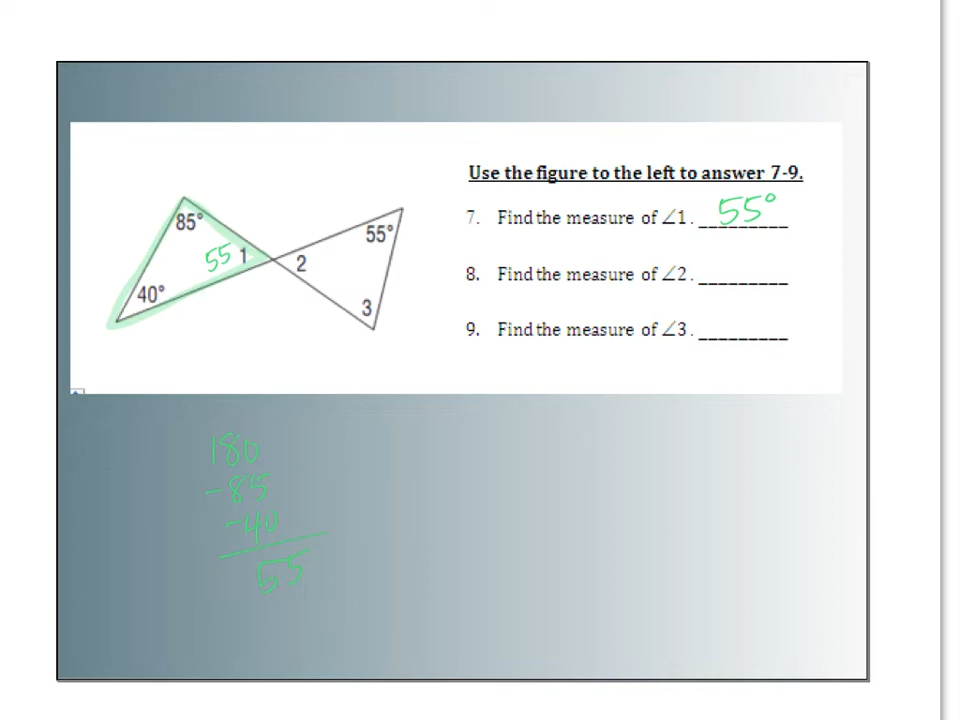 Use the figure to the left to answer 7-9.
85°
55 1
40°
2
55°
3
7. Find the measure of ∠1. _________ 55°
8. Find the measure of ∠2. _________
9. Find the measure of ∠3. _________
180
-85
-40
55